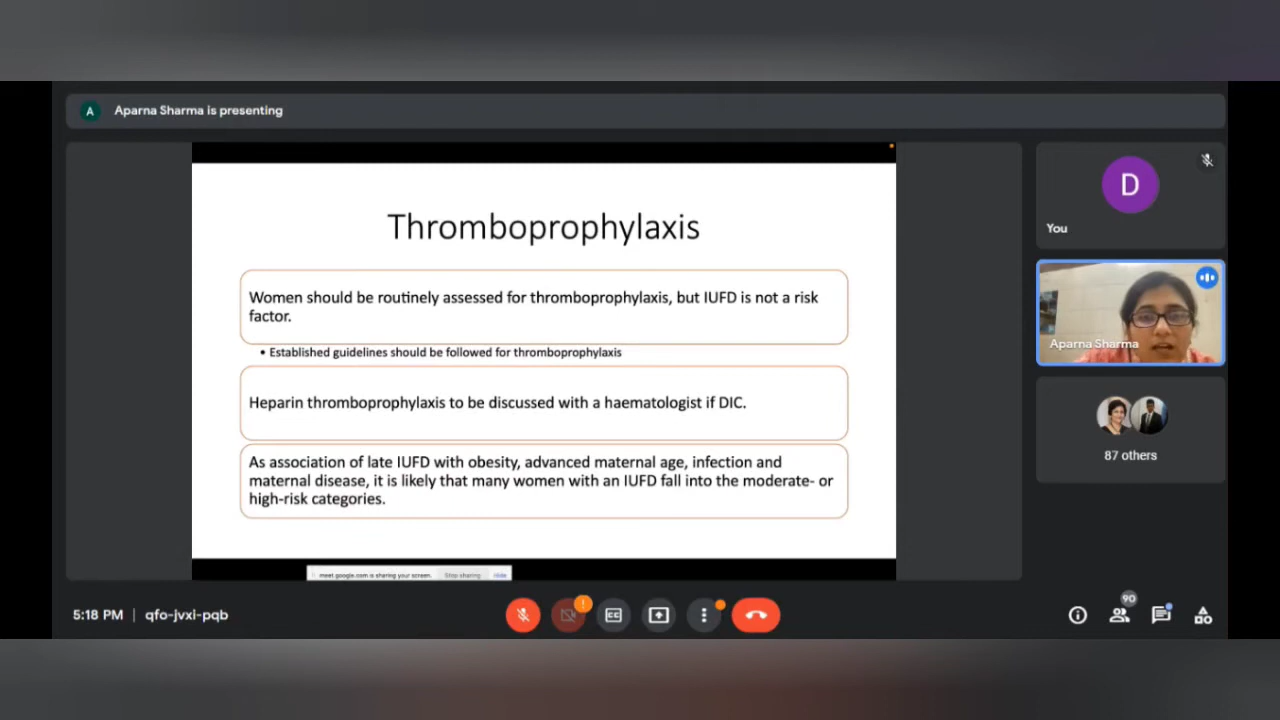 A
Aparna Sharma is presenting
Thromboprophylaxis
Women should be routinely assessed for thromboprophylaxis, but IUFD is not a risk
factor.
• Established guidelines should be followed for thromboprophylaxis
Heparin thromboprophylaxis to be discussed with a haematologist if DIC.
As association of late IUFD with obesity, advanced maternal age, infection and
maternal disease, it is likely that many women with an IUFD fall into the moderate- or
high-risk categories.
meet.google.com is sharing your screen. Stop sharing Hide
D
You
Aparna Sharma
87 others
5:18 PM | qfo-jvxi-pqb
!
CC
90